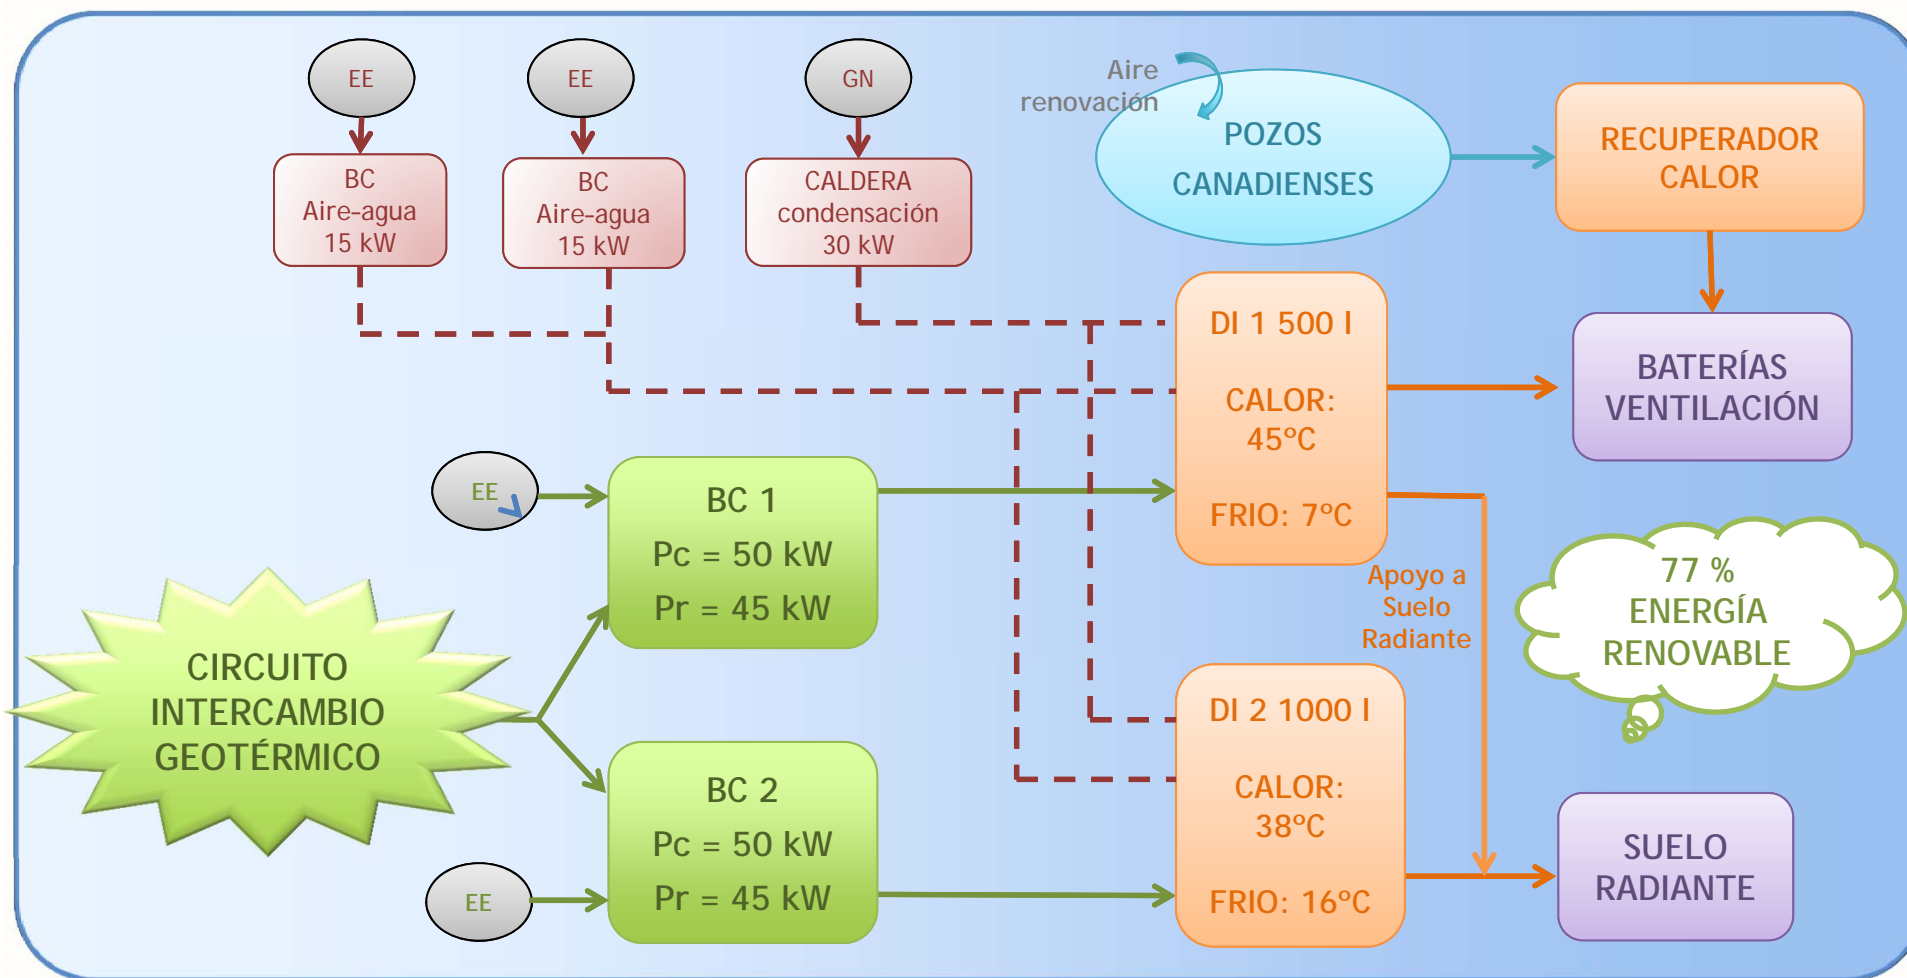 EE
EE
GN
BC
Aire-agua
15 kW
BC
Aire-agua
15 kW
CALDERA
condensación
30 kW
Aire
renovación
POZOS
CANADIENSES
RECUPERADOR
CALOR
DI 1 500 l
CALOR:
45ºC
FRIO: 7ºC
BATERÍAS
VENTILACIÓN
EE
BC 1
Pc = 50 kW
Pr = 45 kW
Apoyo a
Suelo
Radiante
77 %
ENERGÍA
RENOVABLE
CIRCUITO
INTERCAMBIO
GEOTÉRMICO
BC 2
Pc = 50 kW
Pr = 45 kW
EE
DI 2 1000 l
CALOR:
38ºC
FRIO: 16ºC
SUELO
RADIANTE